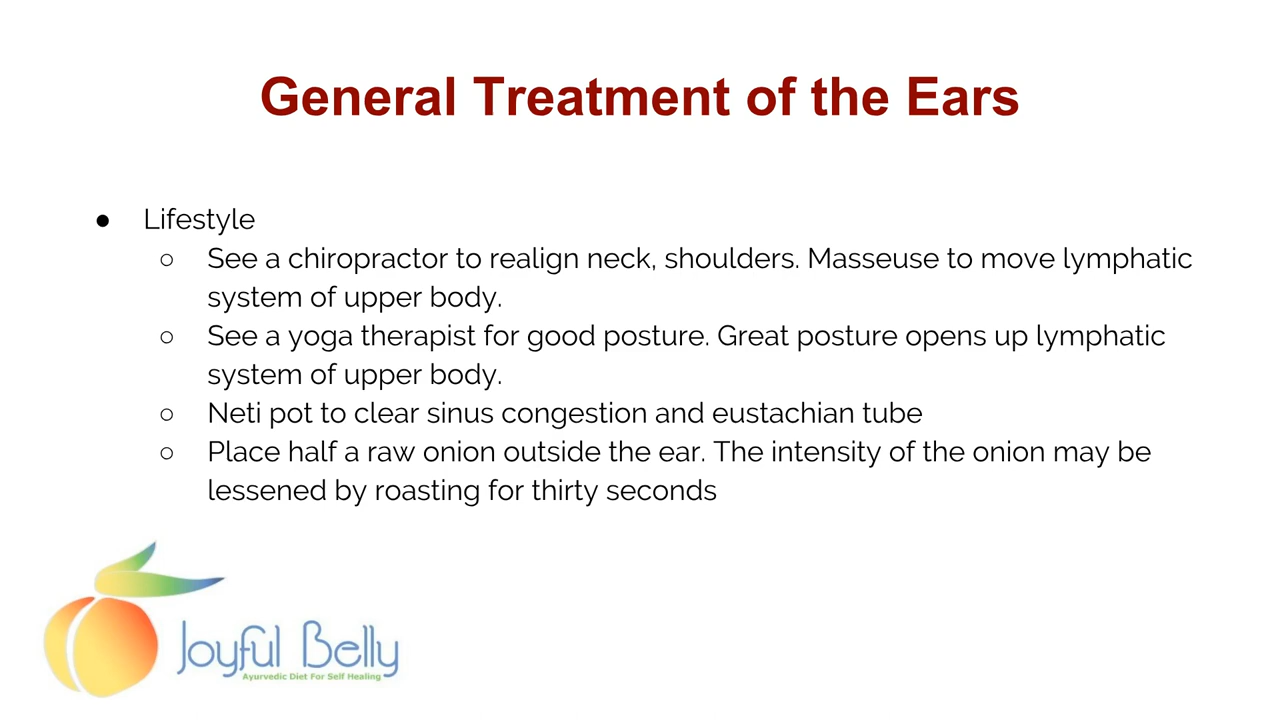 General Treatment of the Ears
● Lifestyle
○ See a chiropractor to realign neck, shoulders. Masseuse to move lymphatic
system of upper body.
○ See a yoga therapist for good posture. Great posture opens up lymphatic
system of upper body.
○ Neti pot to clear sinus congestion and eustachian tube
○ Place half a raw onion outside the ear. The intensity of the onion may be
lessened by roasting for thirty seconds
Joyful Belly
Ayurvedic Diet For Self Healing